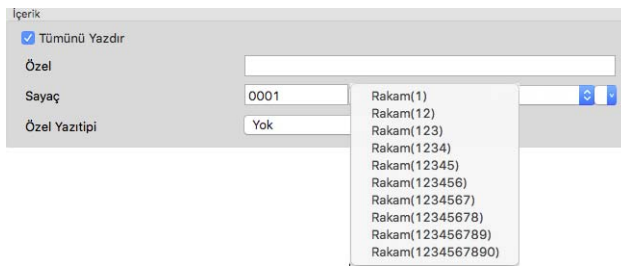 İçerik
Tümünü Yazdır
Özel
Sayaç 0001
Özel Yazıtipi Yok
Rakam(1)
Rakam(12)
Rakam(123)
Rakam(1234)
Rakam(12345)
Rakam(123456)
Rakam(1234567)
Rakam(12345678)
Rakam(123456789)
Rakam(1234567890)